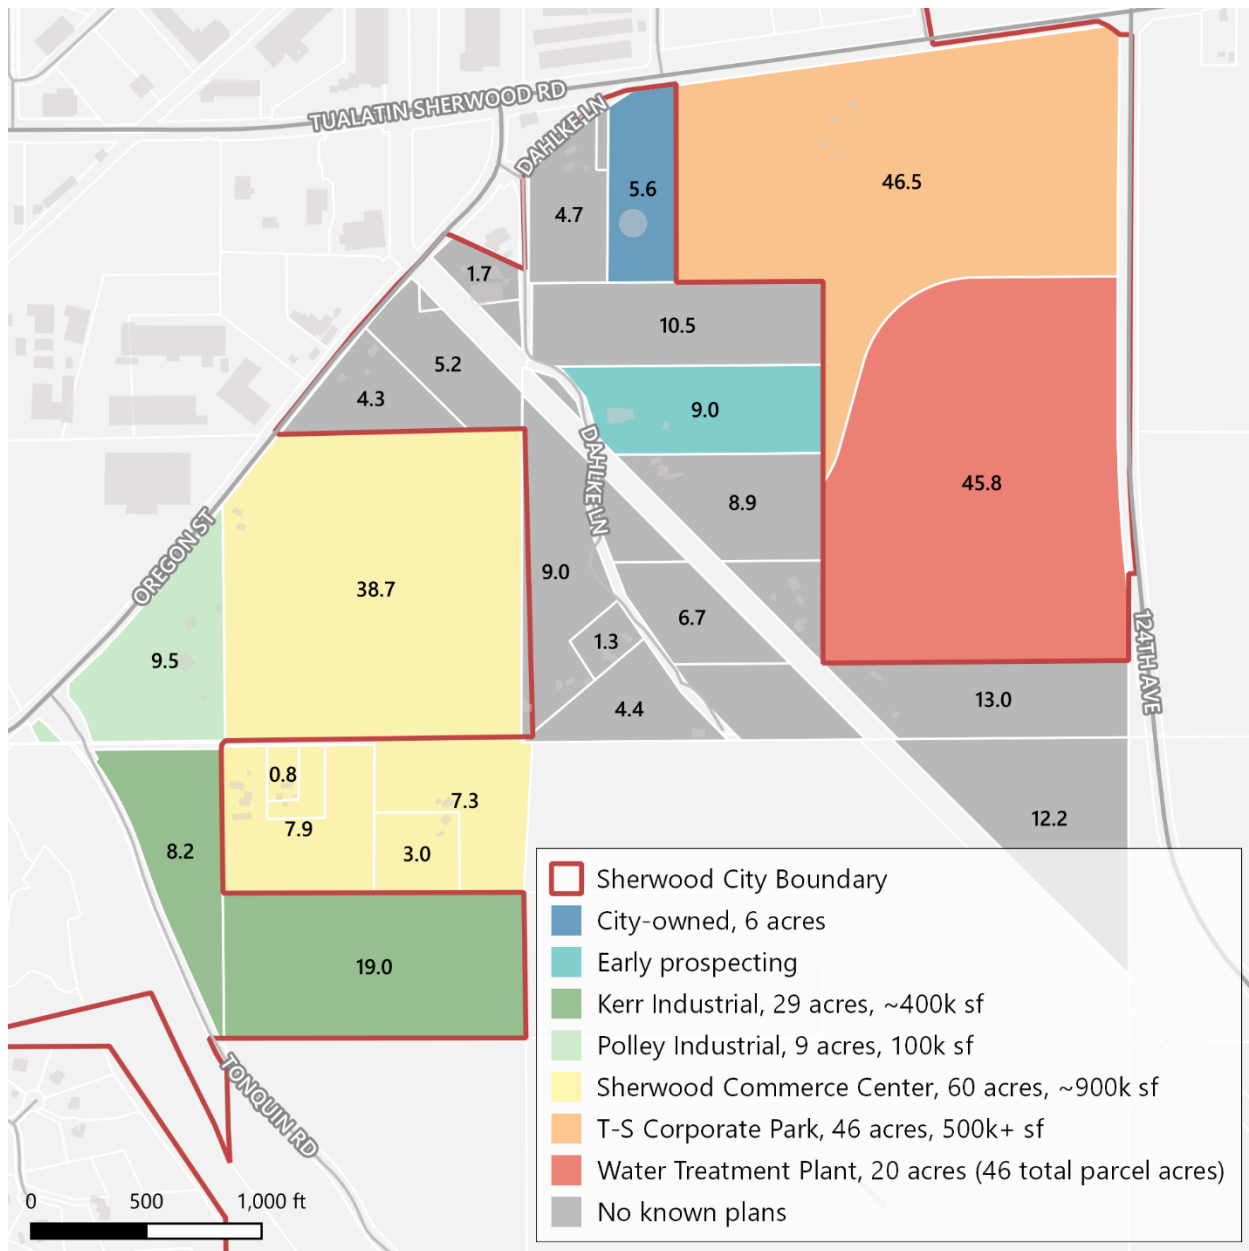 TUALATIN SHERWOOD RD
DAHLKE LN
46.5
5.6
4.7
1.7
10.5
5.2
4.3
9.0
DAHLKE LN
45.8
8.9
OREGON ST
9.0
38.7
6.7
1.3
9.5
124TH AVE
13.0
4.4
0.8
7.3
12.2
7.9
3.0
8.2
19.0
TONQUIN RD
Sherwood City Boundary
City-owned, 6 acres
Early prospecting
Kerr Industrial, 29 acres, ~400k sf
Polley Industrial, 9 acres, 100k sf
Sherwood Commerce Center, 60 acres, ~900k sf
T-S Corporate Park, 46 acres, 500k+ sf
Water Treatment Plant, 20 acres (46 total parcel acres)
No known plans
0 500 1,000 ft